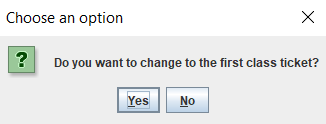 Choose an option
Do you want to change to the first class ticket?
Yes No